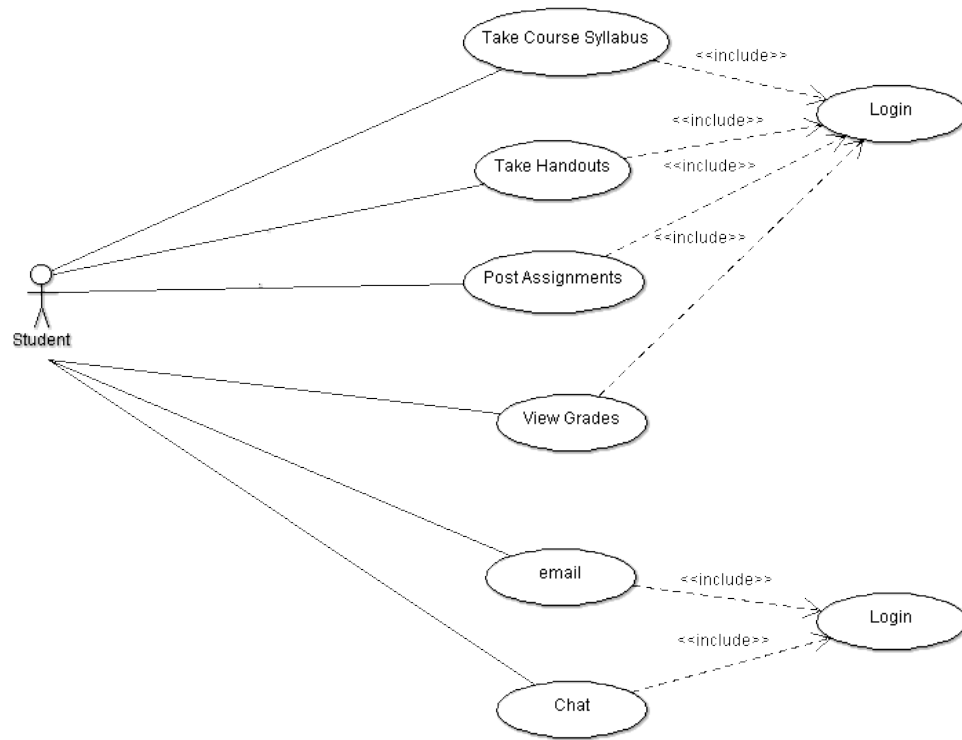 Take Course Syllabus
<<include>>
Login
<<include>>
Take Handouts
<<include>>
<<include>>
Post Assignments
Student
View Grades
email
<<include>>
Login
<<include>>
Chat